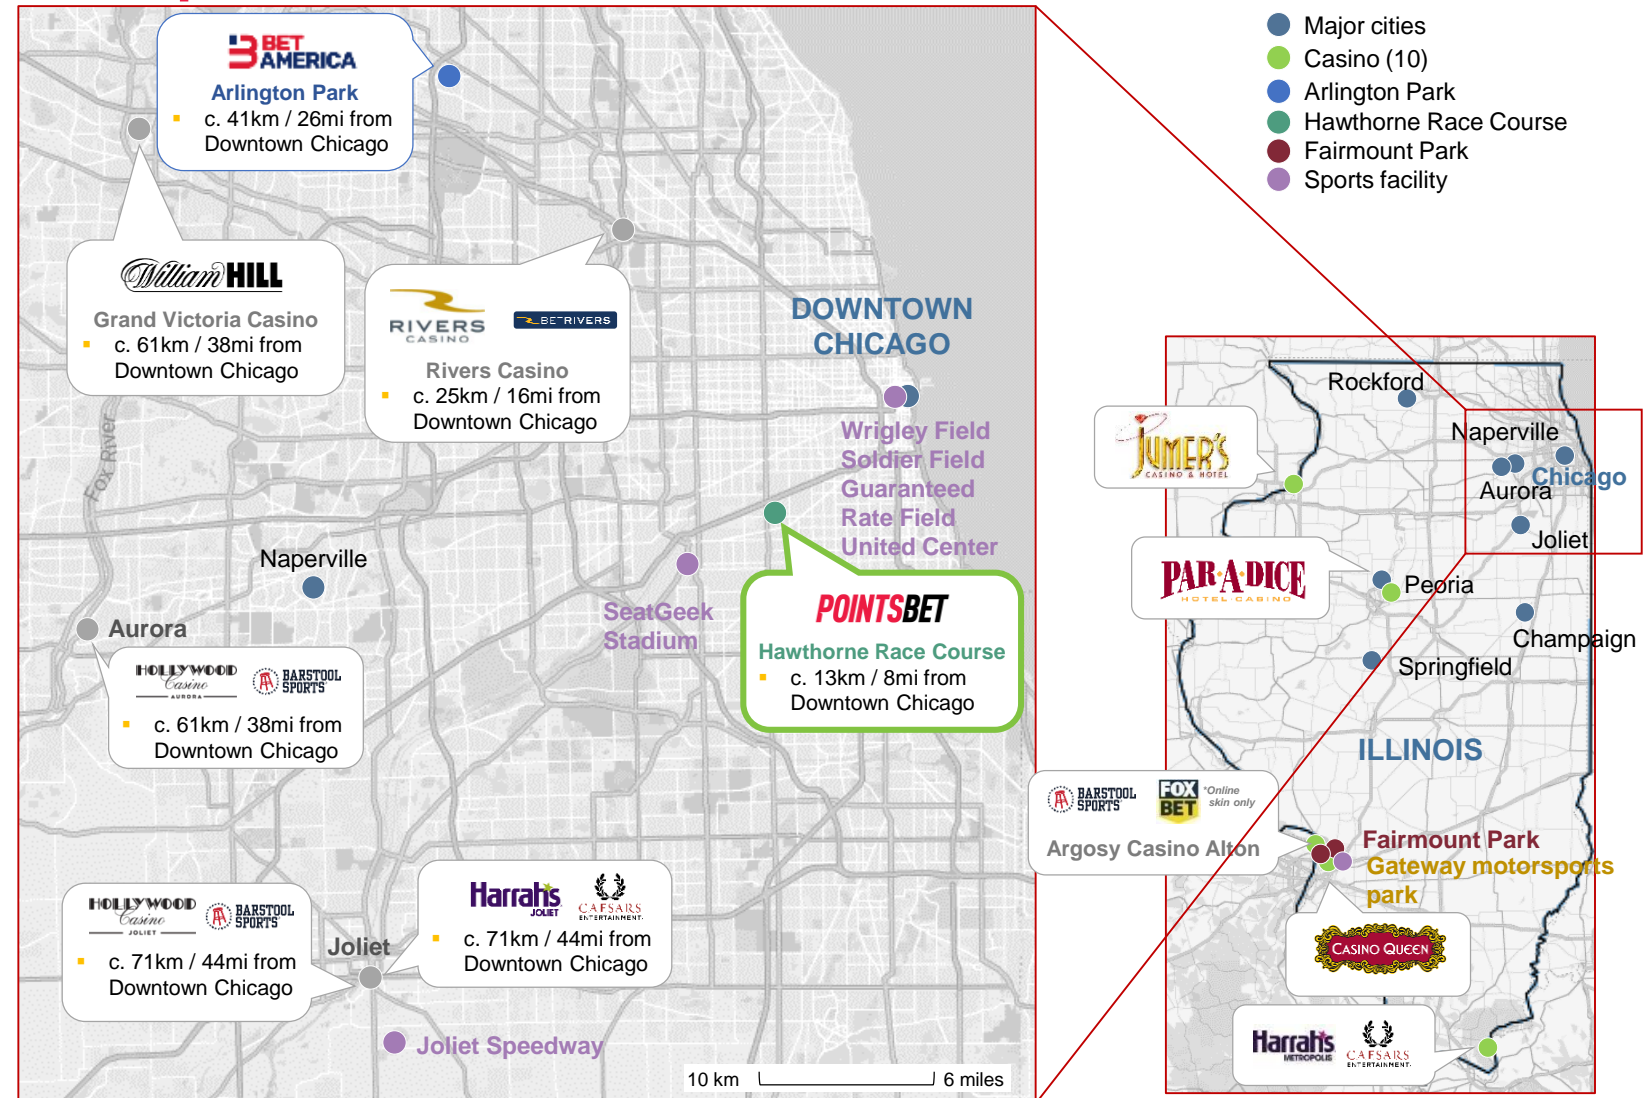 BET
AMERICA
Arlington Park
c. 41km / 26mi from
Downtown Chicago
William HILL
Grand Victoria Casino
c. 61km / 38mi from
Downtown Chicago
RIVERS
CASINO
BETRIVERS
Rivers Casino
c. 25km / 16mi from
Downtown Chicago
DOWNTOWN
CHICAGO
Wrigley Field
Soldier Field
Guaranteed
Rate Field
United Center
Fox River
Naperville
SeatGeek
Stadium
POINTSBET
Hawthorne Race Course
c. 13km / 8mi from
Downtown Chicago
Aurora
HOLLYWOOD
Casino
AURORA
BARSTOOL
SPORTS
c. 61km / 38mi from
Downtown Chicago
HOLLYWOOD
Casino
JOLIET
BARSTOOL
SPORTS
c. 71km / 44mi from
Downtown Chicago
Joliet
Harrah's
JOLIET
CAESARS
ENTERTAINMENT
c. 71km / 44mi from
Downtown Chicago
Joliet Speedway
10 km
6 miles
Major cities
Casino (10)
Arlington Park
Hawthorne Race Course
Fairmount Park
Sports facility
Rockford
Naperville
Chicago
Aurora
Joliet
JUMER'S
CASINO & HOTEL
PAR-A-DICE
HOTEL · CASINO
Peoria
Champaign
Springfield
ILLINOIS
BARSTOOL
SPORTS
FOX
BET
*Online
skin only
Argosy Casino Alton
Fairmount Park
Gateway motorsports
park
CASINO QUEEN
Harrah's
METROPOLIS
CAESARS
ENTERTAINMENT